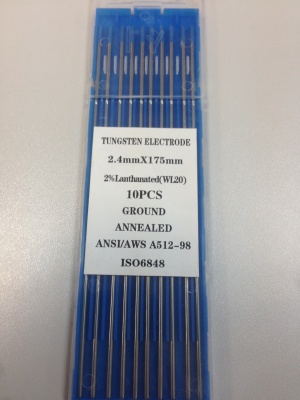 TUNGSTEN ELECTRODE
2.4mmX175mm
2%Lanthanated(WL20)
10PCS
GROUND
ANNEALED
ANSI/AWS A512-98
ISO6848